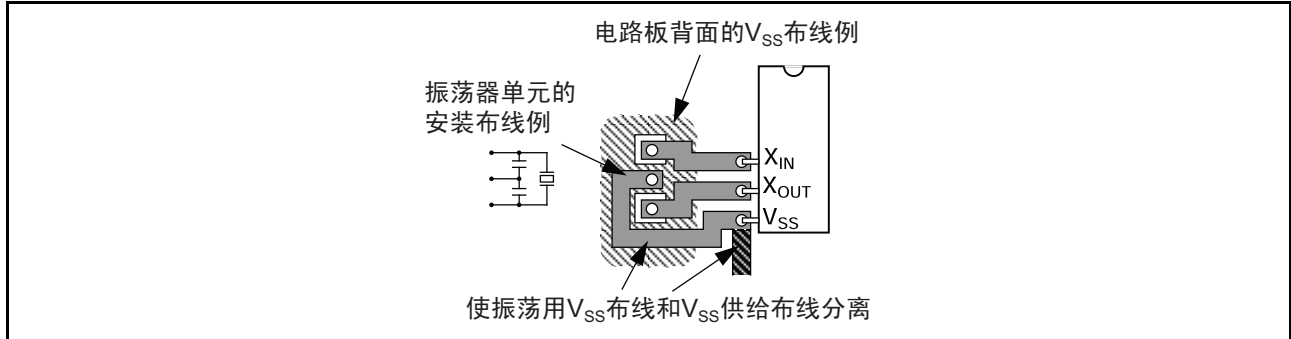 电路板背面的VSS布线例
振荡器单元的
安装布线例
XIN
XOUT
VSS
使振荡用VSS布线和VSS供给布线分离